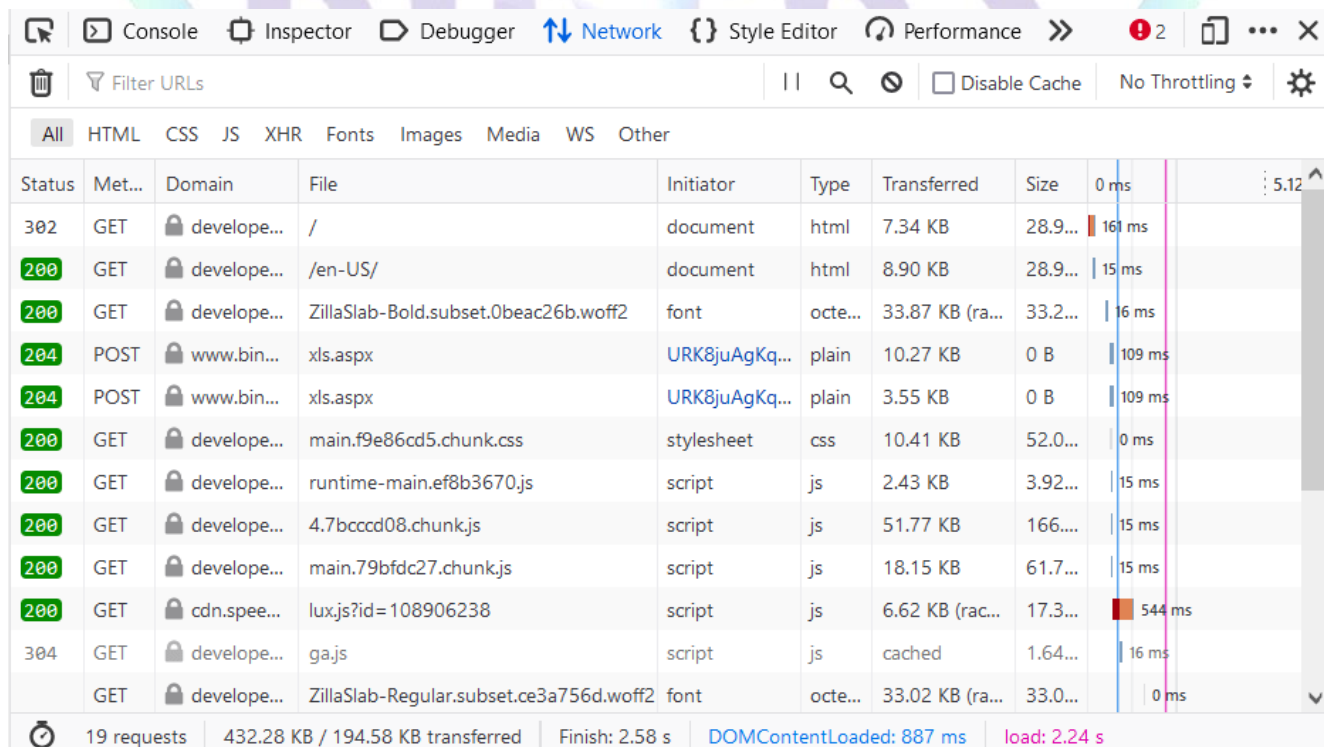 Console Inspector Debugger Network Style Editor Performance 2
Filter URLs Disable Cache No Throttling
All HTML CSS JS XHR Fonts Images Media WS Other
Status Met... Domain File Initiator Type Transferred Size 0 ms 5.12
302 GET develope... / document html 7.34 KB 28.9... 161 ms
200 GET develope... /en-US/ document html 8.90 KB 28.9... 15 ms
200 GET develope... ZillaSlab-Bold.subset.0beac26b.woff2 font octe... 33.87 KB (ra... 33.2... 16 ms
204 POST www.bin... xls.aspx URK8juAgKq... plain 10.27 KB 0 B 109 ms
204 POST www.bin... xls.aspx URK8juAgKq... plain 3.55 KB 0 B 109 ms
200 GET develope... main.f9e86cd5.chunk.css stylesheet css 10.41 KB 52.0... 0 ms
200 GET develope... runtime-main.ef8b3670.js script js 2.43 KB 3.92... 15 ms
200 GET develope... 4.7bcccd08.chunk.js script js 51.77 KB 166.... 15 ms
200 GET develope... main.79bfdc27.chunk.js script js 18.15 KB 61.7... 15 ms
200 GET cdn.spee... lux.js?id=108906238 script js 6.62 KB (rac... 17.3... 544 ms
304 GET develope... ga.js script js cached 1.64... 16 ms
GET develope... ZillaSlab-Regular.subset.ce3a756d.woff2 font octe... 33.02 KB (ra... 33.0... 0 ms
19 requests 432.28 KB / 194.58 KB transferred Finish: 2.58 s DOMContentLoaded: 887 ms load: 2.24 s